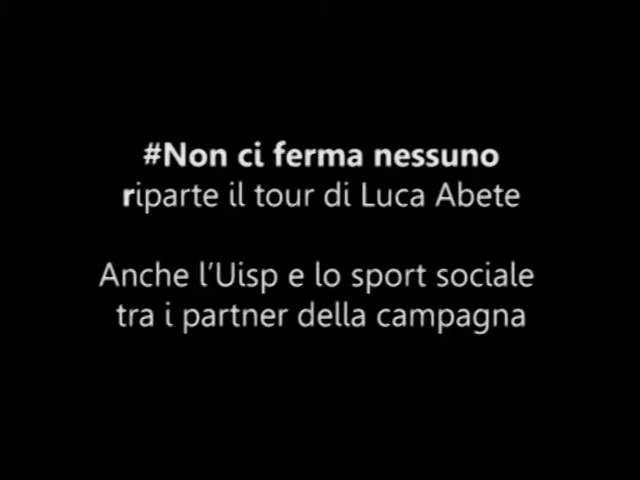 #Non ci ferma nessuno
riparte il tour di Luca Abete
Anche l'Uisp e lo sport sociale
tra i partner della campagna